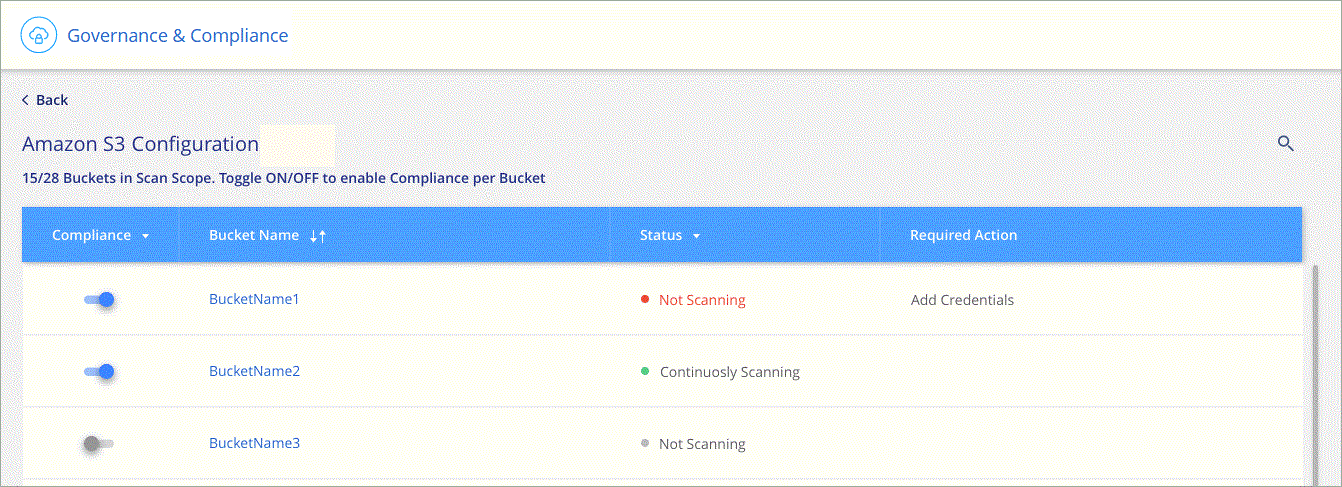 Governance & Compliance
Back
Amazon S3 Configuration
15/28 Buckets in Scan Scope. Toggle ON/OFF to enable Compliance per Bucket
Compliance Bucket Name Status Required Action
BucketName1 Not Scanning Add Credentials
BucketName2 Continuosly Scanning
BucketName3 Not Scanning